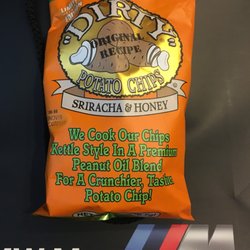 DIRTY
ORIGINAL
RECIPE
POTATO CHIPS
SRIRACHA & HONEY
We Cook Our Chips
Kettle Style In A Premium
Peanut Oil Blend
For A Crunchier, Tastier
Potato Chip!
M